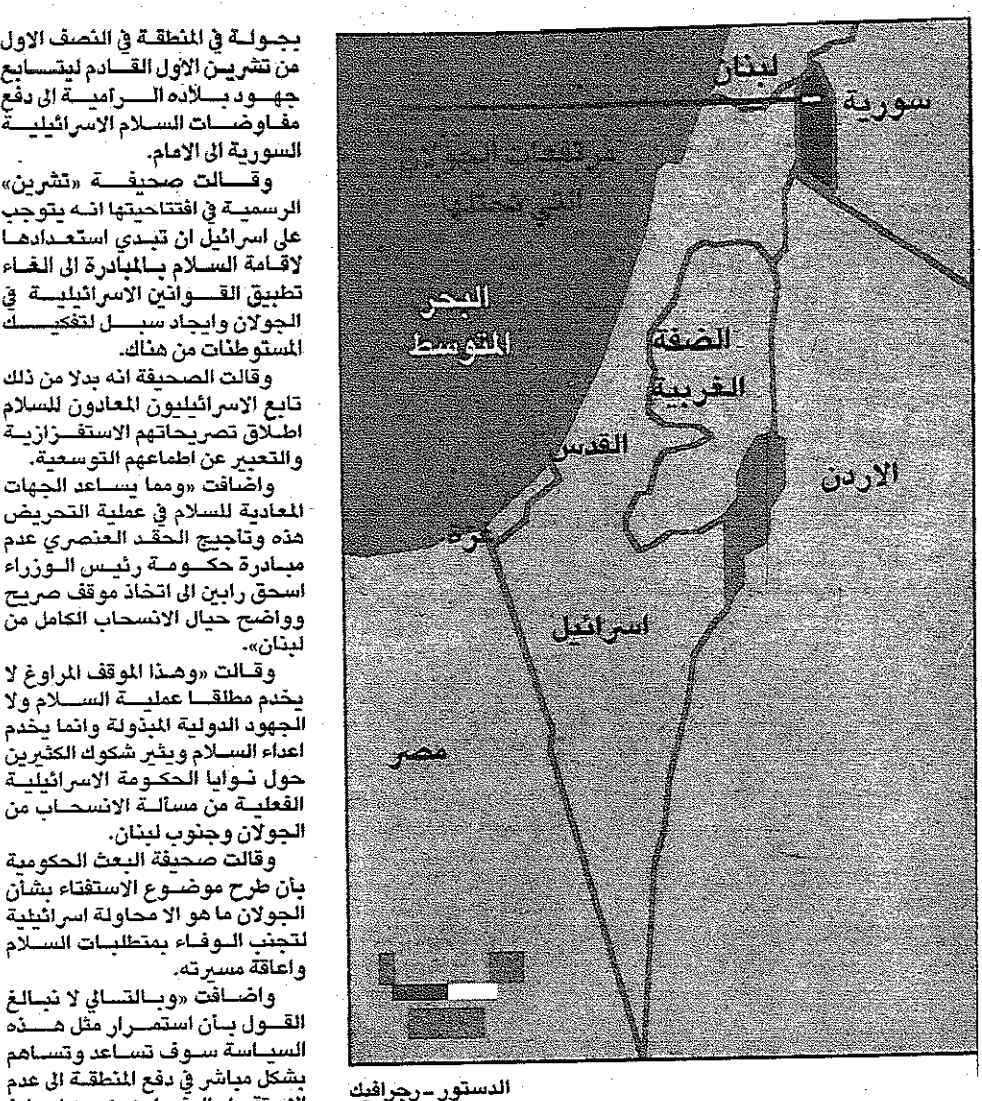 بجولة في المنطقة في النصف الاول
من تشرين الاول القادم ليتسابع
جهود بلاده الرامية الى دفع
مفاوضات السلام الاسرائيلية
السورية الى الامام.
وقالت صحيفة «تشرين»
الرسمية في افتتاحيتها انه يتوجب
على اسرائيل ان تبدي استعدادها
لاقامة السلام بالمبادرة الى الغاء
تطبيق القوانين الاسرائيلية في
الجولان وايجاد سبل لتفكيك
المستوطنات من هناك.
وقالت الصحيفة انه بدلا من ذلك
تابع الاسرائيليون المعادون للسلام
اطلاق تصريحاتهم الاستفزازية
والتعبير عن اطماعهم التوسعية.
واضافت «ومما يساعد الجهات
المعادية للسلام في عملية التحريض
هذه وتأجيج الحقد العنصري عدم
مبادرة حكومة رئيس الوزراء
اسحق رابين الى اتخاذ موقف صريح
وواضح حيال الانسحاب الكامل من
لبنان».
وقالت «وهذا الموقف المراوغ لا
يخدم مطلقا عملية السلام ولا
الجهود الدولية المبذولة وانما يخدم
اعداء السلام ويثير شكوك الكثيرين
حول نوايا الحكومة الاسرائيلية
الفعلية من مسألة الانسحاب من
الجولان وجنوب لبنان.
وقالت صحيفة البعث الحكومية
بأن طرح موضوع الاستفتاء بشأن
الجولان ما هو الا محاولة اسرائيلية
لتجنب الوفاء بمتطلبات السلام
واعاقة مسيرته.
واضافت «وبالتالي لا نبالغ
القول بأن استمرار مثل هذه
السياسة سوف تساعد وتساهم
بشكل مباشر في دفع المنطقة الى عدم
لبنان
سورية
مرتفعات الجولان
التي تحتلها
البحر
المتوسط
الضفة
الغربية
القدس
الاردن
غزة
اسرائيل
مصر
الدستور-رجرافيك